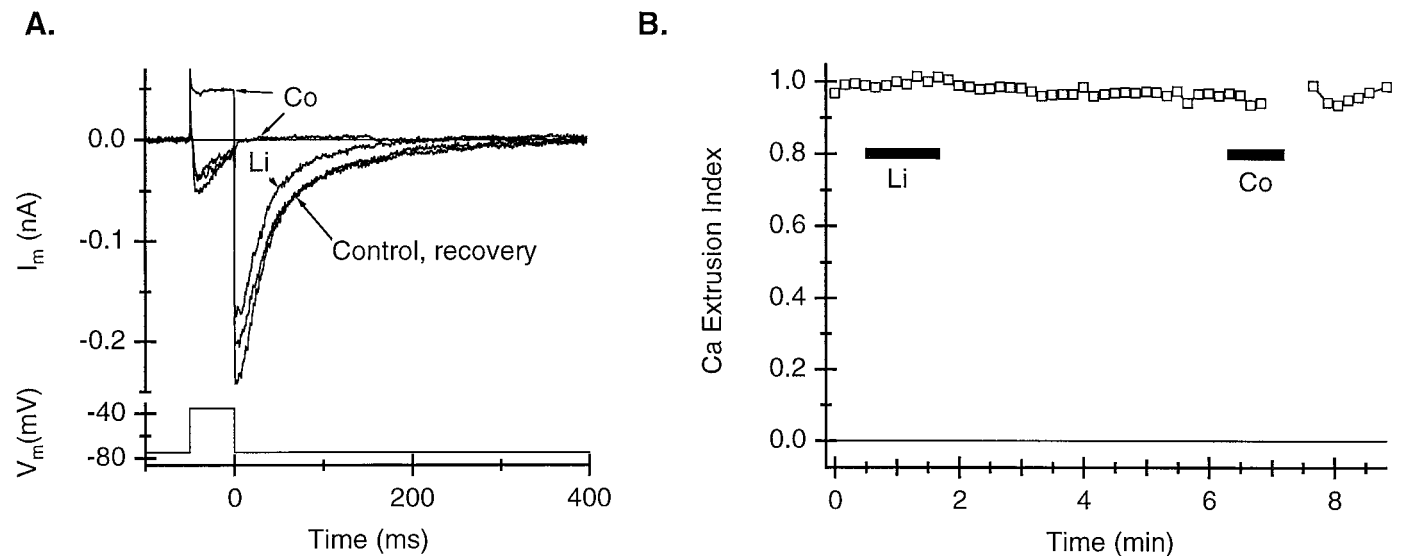 A.
Co
0.0
Li
-0.1
Control, recovery
-0.2
Im (nA)
-40
-80
Vm(mV)
0
200
400
Time (ms)
B.
1.0
0.8
0.6
0.4
0.2
0.0
Ca Extrusion Index
Li
Co
0
2
4
6
8
Time (min)